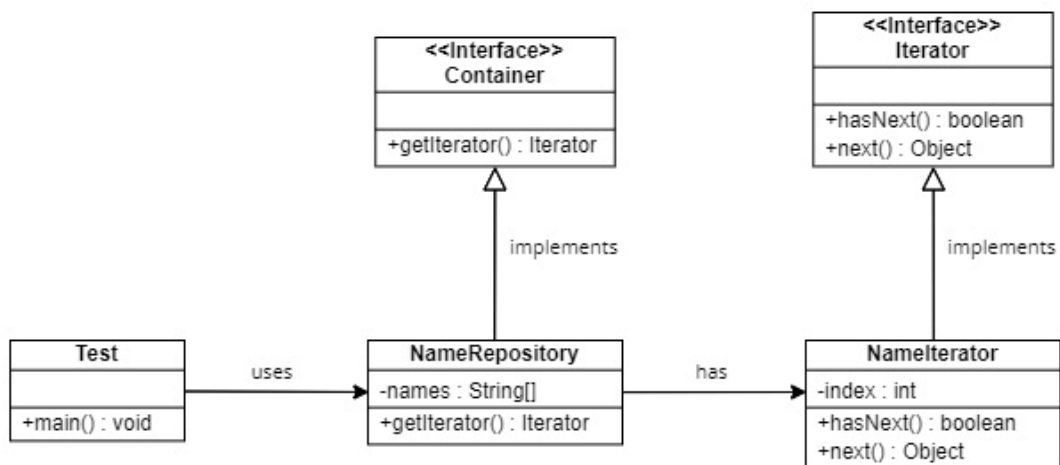 <<Interface>>
Container
+getIterator() : Iterator
<<Interface>>
Iterator
+hasNext() : boolean
+next() : Object
implements
implements
Test
+main() : void
uses
NameRepository
-names : String[]
+getIterator() : Iterator
has
NameIterator
-index : int
+hasNext() : boolean
+next() : Object